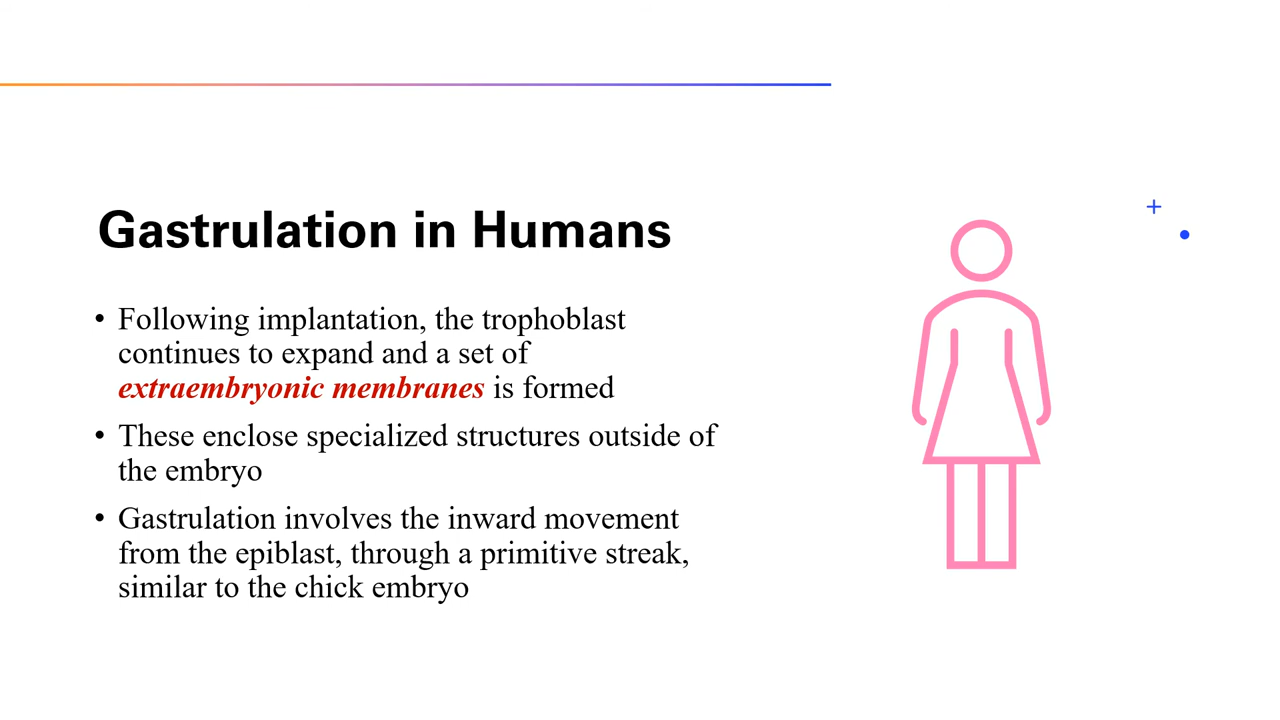 Gastrulation in Humans
• Following implantation, the trophoblast
continues to expand and a set of
extraembryonic membranes is formed
• These enclose specialized structures outside of
the embryo
• Gastrulation involves the inward movement
from the epiblast, through a primitive streak,
similar to the chick embryo